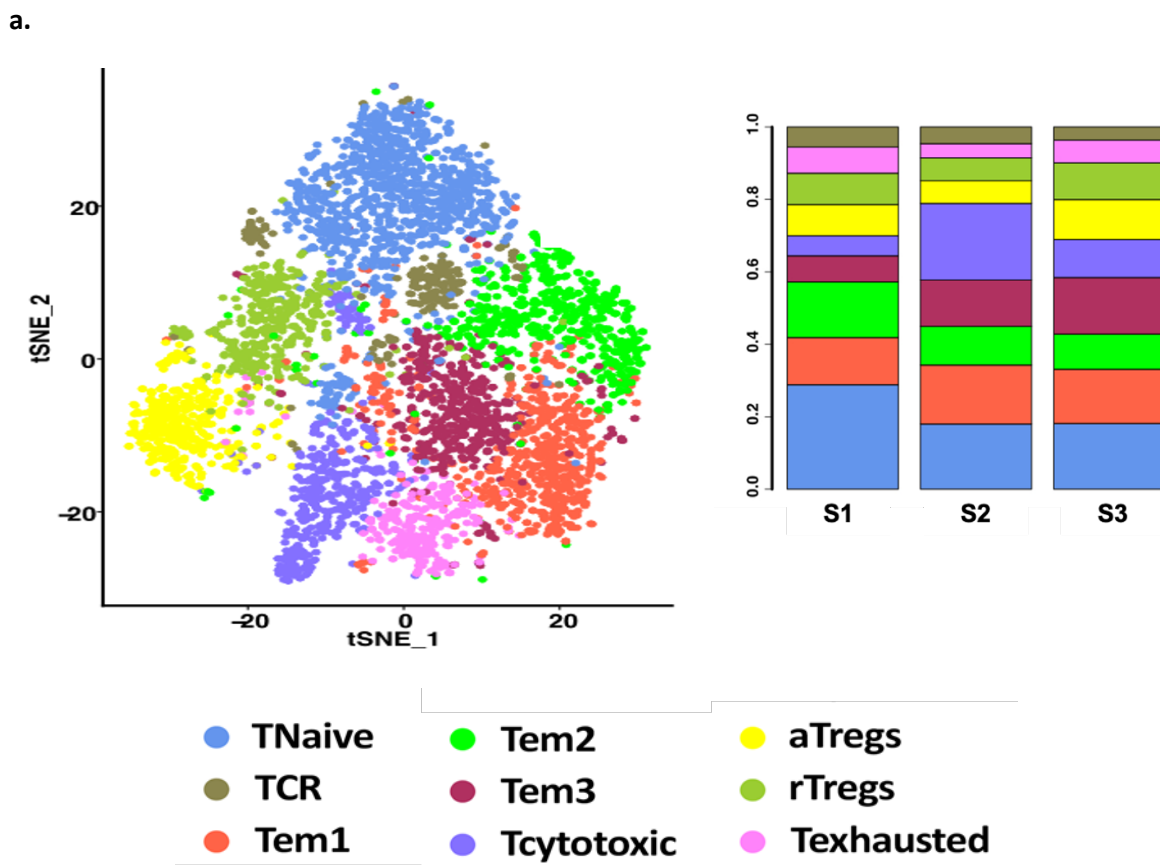 a.
tSNE_2
20
0
-20
-20
0
20
tSNE_1
1.0
0.8
0.6
0.4
0.2
0.0
S1
S2
S3
TNaive
Tem2
aTregs
TCR
Tem3
rTregs
Tem1
Tcytotoxic
Texhausted